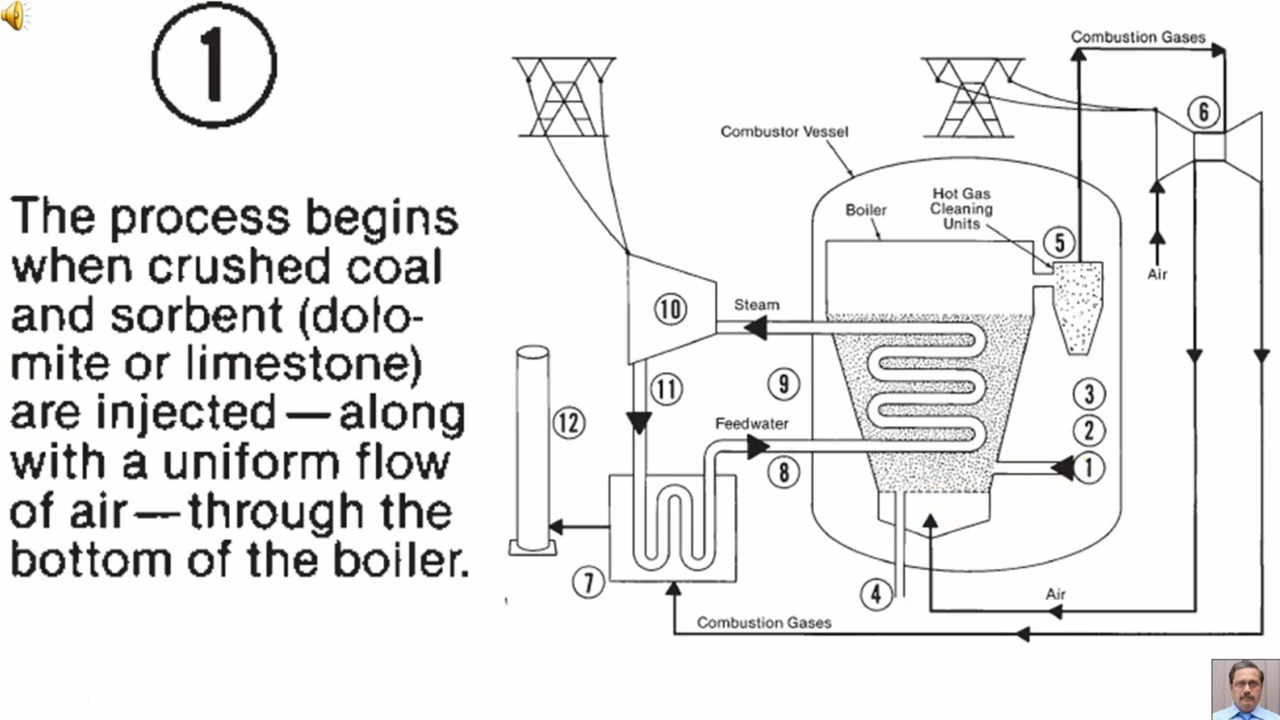 1
The process begins
when crushed coal
and sorbent (dolo-
mite or limestone)
are injected—along
with a uniform flow
of air—through the
bottom of the boiler.
Combustion Gases
6
Combustor Vessel
Hot Gas
Cleaning
Units
Boiler
5
Air
10
Steam
11
9
3
12
Feedwater
2
8
1
7
4
Air
Combustion Gases